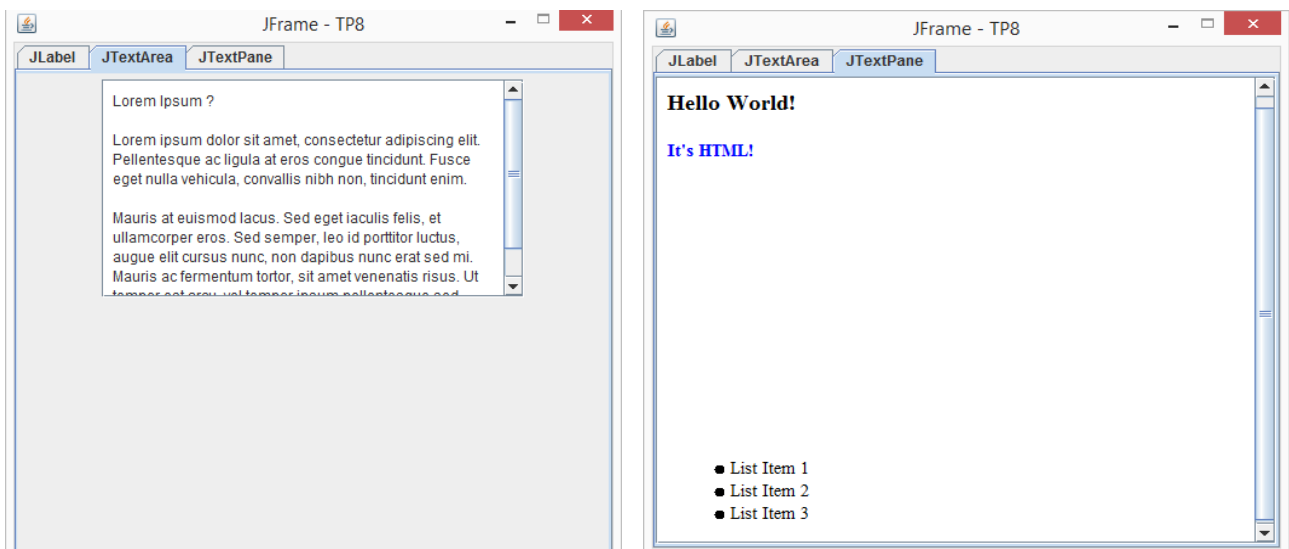 JFrame - TP8
JLabel JTextArea JTextPane
Lorem Ipsum ?
Lorem ipsum dolor sit amet, consectetur adipiscing elit.
Pellentesque ac ligula at eros congue tincidunt. Fusce
eget nulla vehicula, convallis nibh non, tincidunt enim.
Mauris at euismod lacus. Sed eget iaculis felis, et
ullamcorper eros. Sed semper, leo id porttitor luctus,
augue elit cursus nunc, non dapibus nunc erat sed mi.
Mauris ac fermentum tortor, sit amet venenatis risus. Ut
JFrame - TP8
JLabel JTextArea JTextPane
Hello World!
It's HTML!
List Item 1
List Item 2
List Item 3